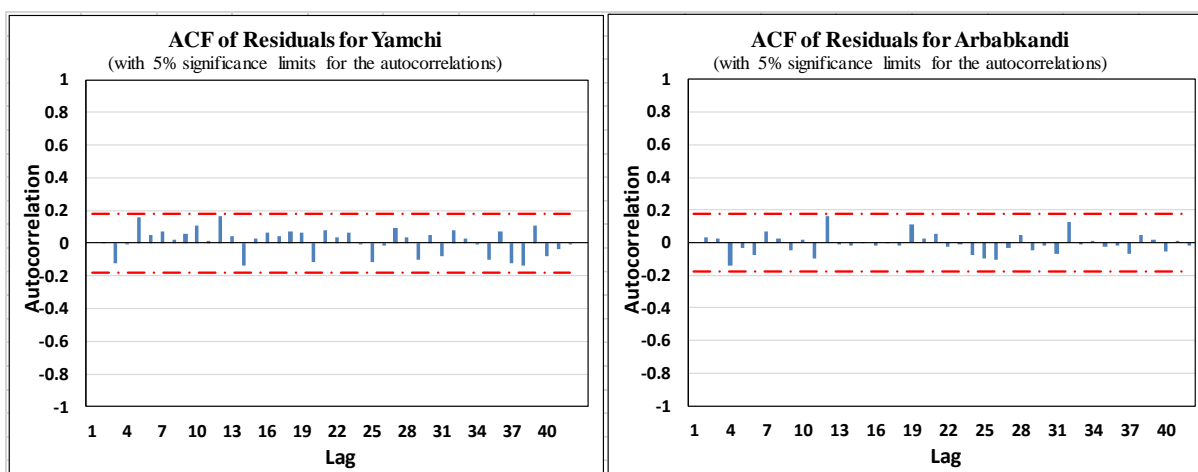 ACF of Residuals for Yamchi
(with 5% significance limits for the autocorrelations)
1
0.8
0.6
0.4
0.2
0
-0.2
-0.4
-0.6
-0.8
-1
Autocorrelation
1 4 7 10 13 16 19 22 25 28 31 34 37 40
Lag
ACF of Residuals for Arbabkandi
(with 5% significance limits for the autocorrelations)
1
0.8
0.6
0.4
0.2
0
-0.2
-0.4
-0.6
-0.8
-1
Autocorrelation
1 4 7 10 13 16 19 22 25 28 31 34 37 40
Lag